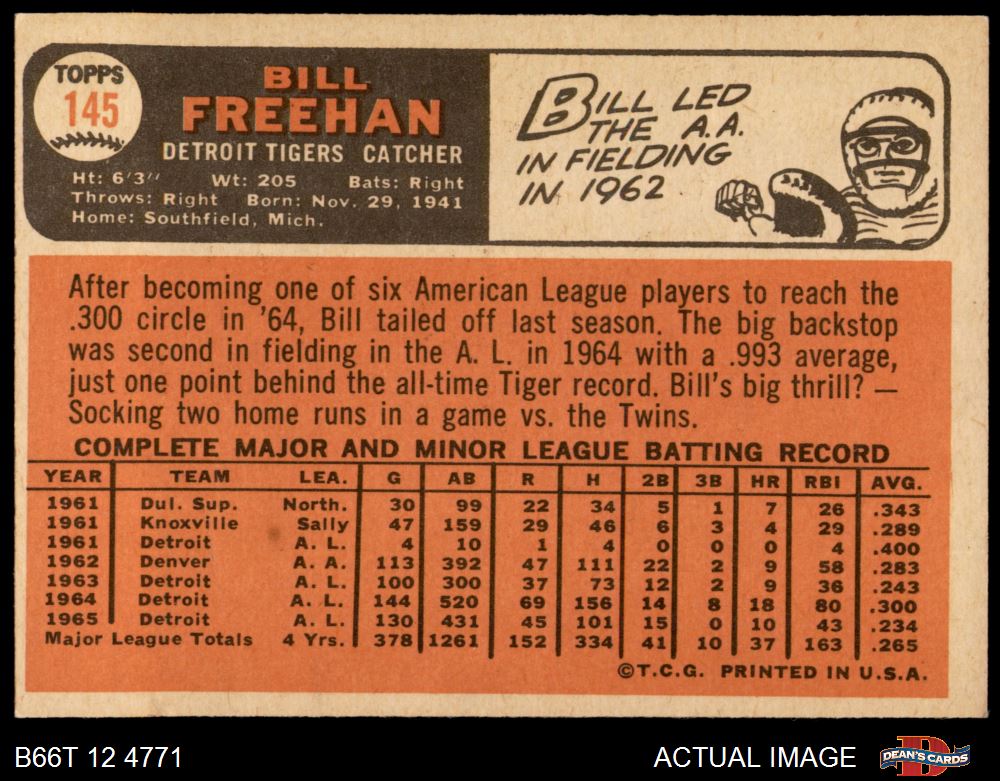 TOPPS
145
BILL
FREEHAN
DETROIT TIGERS CATCHER
Ht: 6'3" Wt: 205 Bats: Right
Throws: Right Born: Nov. 29, 1941
Home: Southfield, Mich.
BILL LED
THE A.A.
IN FIELDING
IN 1962
After becoming one of six American League players to reach the
.300 circle in '64, Bill tailed off last season. The big backstop
was second in fielding in the A. L. in 1964 with a .993 average,
just one point behind the all-time Tiger record. Bill's big thrill? —
Socking two home runs in a game vs. the Twins.
COMPLETE MAJOR AND MINOR LEAGUE BATTING RECORD
YEAR TEAM LEA. G AB R H 2B 3B HR RBI AVG.
1961 Dul. Sup. North. 30 99 22 34 5 1 7 26 .343
1961 Knoxville Sally 47 159 29 46 6 3 4 29 .289
1961 Detroit A. L. 4 10 1 4 0 0 0 4 .400
1962 Denver A. A. 113 392 47 111 22 2 9 58 .283
1963 Detroit A. L. 100 300 37 73 12 2 9 36 .243
1964 Detroit A. L. 144 520 69 156 14 8 18 80 .300
1965 Detroit A. L. 130 431 45 101 15 0 10 43 .234
Major League Totals 4 Yrs. 378 1261 152 334 41 10 37 163 .265
©T.C.G. PRINTED IN U.S.A.
B66T 12 4771
ACTUAL IMAGE
DEAN'S CARDS